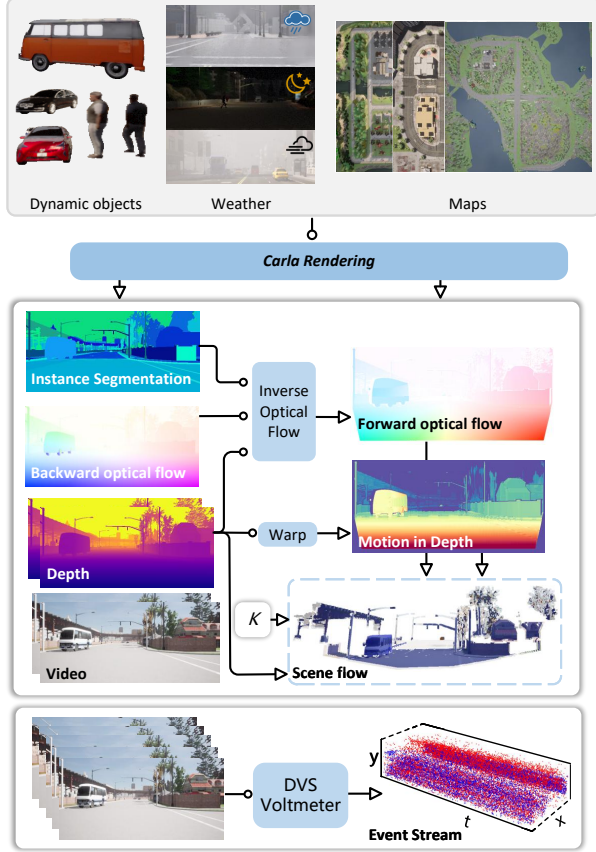 Dynamic objects
Weather
Maps
Carla Rendering
Instance Segmentation
Inverse
Optical
Flow
Forward optical flow
Backward optical flow
Depth
Warp
Motion in Depth
K
Video
Scene flow
DVS
Voltmeter
y
t
x
Event Stream